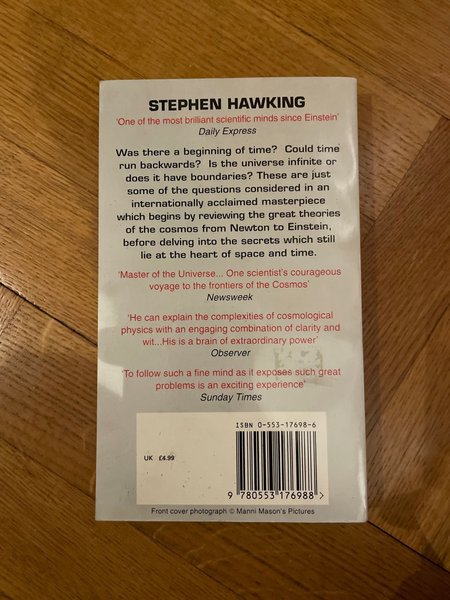 STEPHEN HAWKING
'One of the most brilliant scientific minds since Einstein'
Daily Express
Was there a beginning of time? Could time
run backwards? Is the universe infinite or
does it have boundaries? These are just
some of the questions considered in an
internationally acclaimed masterpiece
which begins by reviewing the great theories
of the cosmos from Newton to Einstein,
before delving into the secrets which still
lie at the heart of space and time.
'Master of the Universe... One scientist's courageous
voyage to the frontiers of the Cosmos'
Newsweek
'He can explain the complexities of cosmological
physics with an engaging combination of clarity and
wit...His is a brain of extraordinary power'
Observer
'To follow such a fine mind as it exposes such great
problems is an exciting experience'
Sunday Times
ISBN 0-553-17698-6
UK £4.99
9 780553 176988 >
Front cover photograph © Manni Mason's Pictures